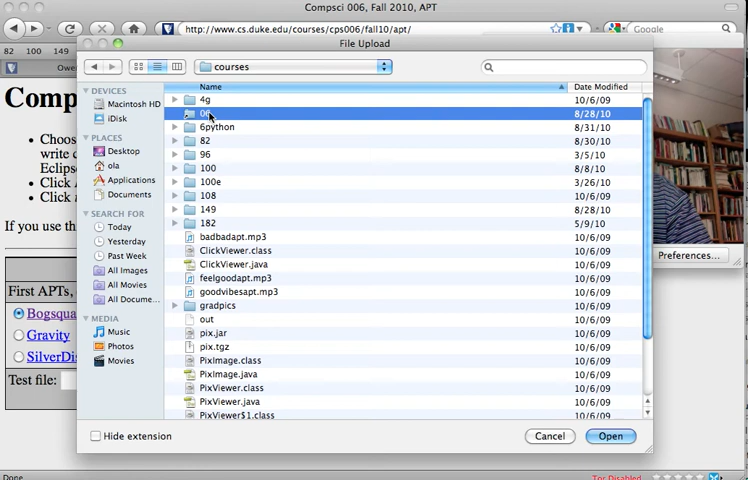 Compsci 006, Fall 2010, APT
http://www.cs.duke.edu/courses/cps006/fall10/apt/
Google
82 100 149
File Upload
courses
Comp
Choos
write c
Eclips
Click
Click
If you use th
First APTs,
Bogsqua
Gravity
SilverDis
Test file:
DEVICES
Macintosh HD
iDisk
PLACES
Desktop
ola
Applications
Documents
SEARCH FOR
Today
Yesterday
Past Week
All Images
All Movies
All Docume...
MEDIA
Music
Photos
Movies
Name Date Modified
4g 10/6/09
06 8/28/10
6python 8/31/10
82 8/30/10
96 3/5/10
100 8/8/10
100e 3/26/10
108 10/6/09
149 8/28/10
182 5/9/10
badbadapt.mp3 10/6/09
ClickViewer.class 10/6/09
ClickViewer.java 10/6/09
feelgoodapt.mp3 10/6/09
goodvibesapt.mp3 10/6/09
gradpics 10/6/09
out 10/6/09
pix.jar 10/6/09
pix.tgz 10/6/09
PixImage.class 10/6/09
PixImage.java 10/6/09
PixViewer.class 10/6/09
PixViewer.java 10/6/09
PixViewer$1.class 10/6/09
Preferences...
Hide extension
Cancel
Open
Done
Tor Disabled